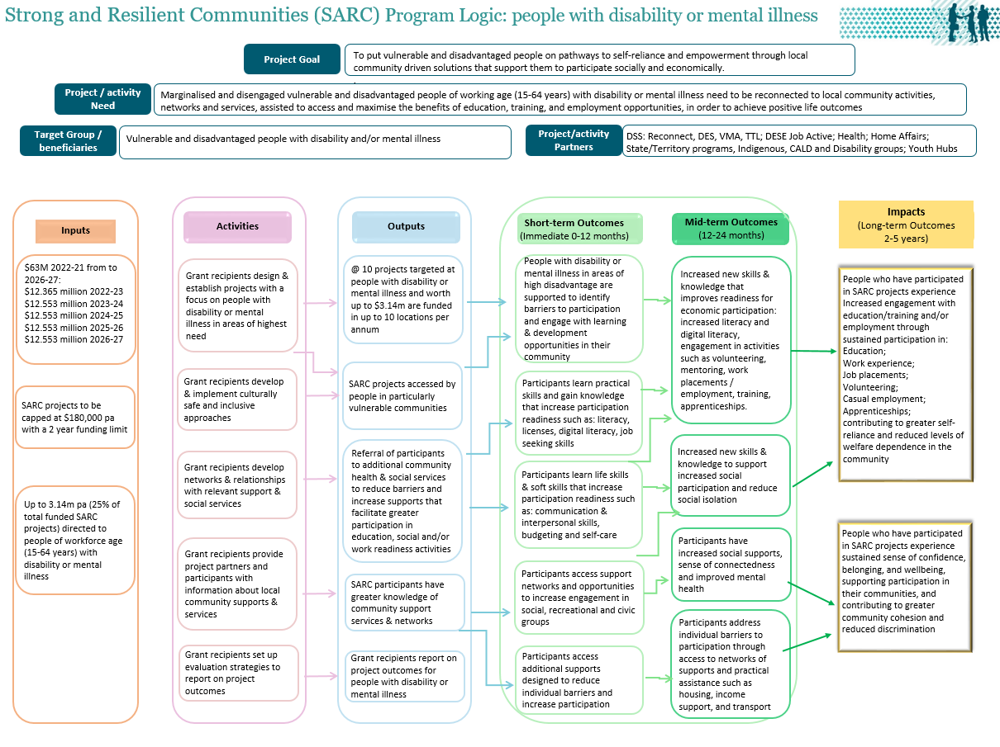 Strong and Resilient Communities (SARC) Program Logic: people with disability or mental illness
Project Goal
To put vulnerable and disadvantaged people on pathways to self-reliance and empowerment through local
community driven solutions that support them to participate socially and economically.
Project / activity
Need
Marginalised and disengaged vulnerable and disadvantaged people of working age (15-64 years) with disability or mental illness need to be reconnected to local community activities,
networks and services, assisted to access and maximise the benefits of education, training, and employment opportunities, in order to achieve positive life outcomes
Target Group /
beneficiaries
Vulnerable and disadvantaged people with disability and/or mental illness
Project/activity
Partners
DSS: Reconnect, DES, VMA, TTL; DESE Job Active; Health; Home Affairs;
State/Territory programs, Indigenous, CALD and Disability groups; Youth Hubs
Inputs
$63M 2022-21 from to
2026-27:
$12.365 million 2022-23
$12.553 million 2023-24
$12.553 million 2024-25
$12.553 million 2025-26
$12.553 million 2026-27
SARC projects to be
capped at $180,000 pa
with a 2 year funding limit
Up to 3.14m pa (25% of
total funded SARC
projects) directed to
people of workforce age
(15-64 years) with
disability or mental
illness
Activities
Grant recipients design &
establish projects with a
focus on people with
disability or mental
illness in areas of highest
need
Grant recipients develop
& implement culturally
safe and inclusive
approaches
Grant recipients develop
networks & relationships
with relevant support &
social services
Grant recipients provide
project partners and
participants with
information about local
community supports &
services
Grant recipients set up
evaluation strategies to
report on project
outcomes
Outputs
@ 10 projects targeted at
people with disability or
mental illness and worth
up to $3.14m are funded
in up to 10 locations per
annum
SARC projects accessed by
people in particularly
vulnerable communities
Referral of participants
to additional community
health & social services
to reduce barriers and
increase supports that
facilitate greater
participation in
education, social and/or
work readiness activities
SARC participants have
greater knowledge of
community support
services & networks
Grant recipients report on
project outcomes for
people with disability or
mental illness
Short-term Outcomes
(Immediate 0-12 months)
People with disability or
mental illness in areas of
high disadvantage are
supported to identify
barriers to participation
and engage with learning
& development
opportunities in their
community
Participants learn practical
skills and gain knowledge
that increase participation
readiness such as: literacy,
licenses, digital literacy, job
seeking skills
Participants learn life skills
& soft skills that increase
participation readiness such
as: communication &
interpersonal skills,
budgeting and self-care
Participants access support
networks and opportunities
to increase engagement in
social, recreational and civic
groups
Participants access
additional supports
designed to reduce
individual barriers and
increase participation
Mid-term Outcomes
(12-24 months)
Increased new skills &
knowledge that
improves readiness for
economic participation:
increased literacy and
digital literacy,
engagement in activities
such as volunteering,
mentoring, work
placements /
employment, training,
apprenticeships.
Increased new skills &
knowledge to support
increased social
participation and reduce
social isolation
Participants have
increased social supports,
sense of connectedness
and improved mental
health
Participants address
individual barriers to
participation through
access to networks of
supports and practical
assistance such as
housing, income
support, and transport
Impacts
(Long-term Outcomes
2-5 years)
People who have participated
in SARC projects experience
Increased engagement with
education/training and/or
employment through
sustained participation in:
Education;
Work experience;
Job placements;
Volunteering;
Casual employment;
Apprenticeships;
contributing to greater self-
reliance and reduced levels of
welfare dependence in the
community
People who have participated
in SARC projects experience
sustained sense of confidence,
belonging, and wellbeing,
supporting participation in
their communities, and
contributing to greater
community cohesion and
reduced discrimination